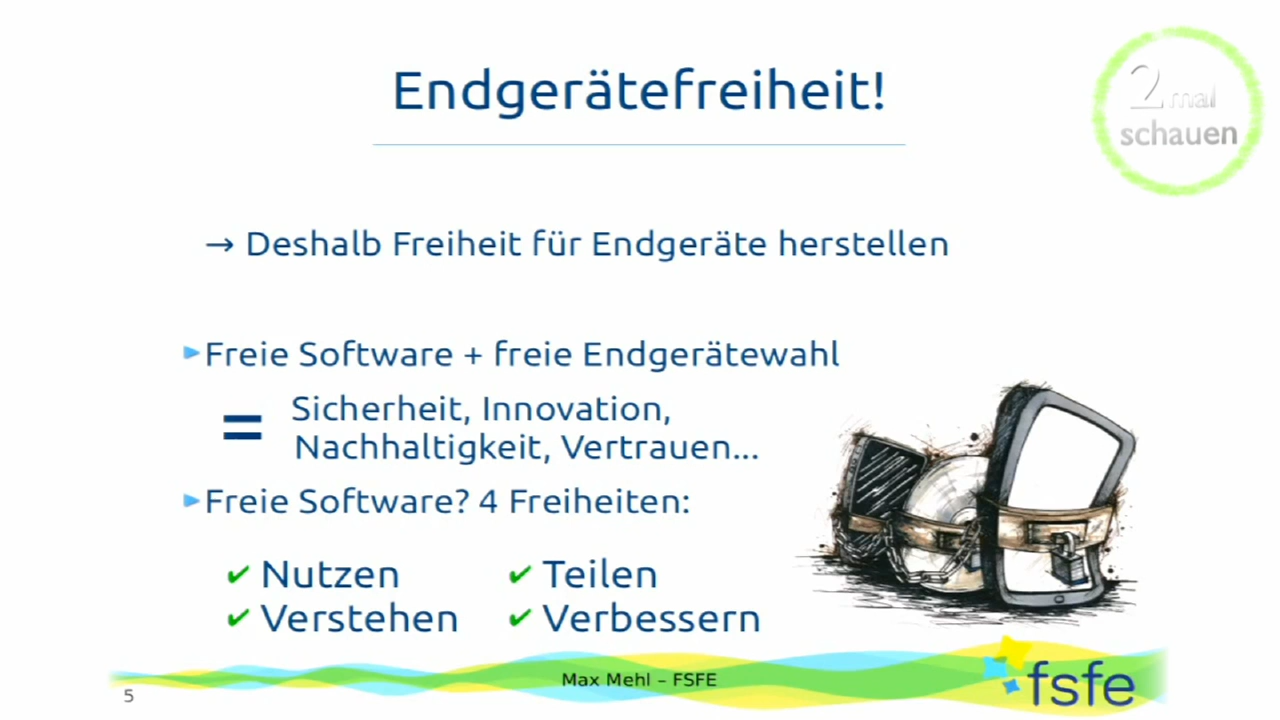 Endgerätefreiheit!
2 mal
schauen
→ Deshalb Freiheit für Endgeräte herstellen
Freie Software + freie Endgerätewahl
= Sicherheit, Innovation,
Nachhaltigkeit, Vertrauen...
Freie Software? 4 Freiheiten:
✔ Nutzen ✔ Teilen
✔ Verstehen ✔ Verbessern
Max Mehl – FSFE
fsfe
5